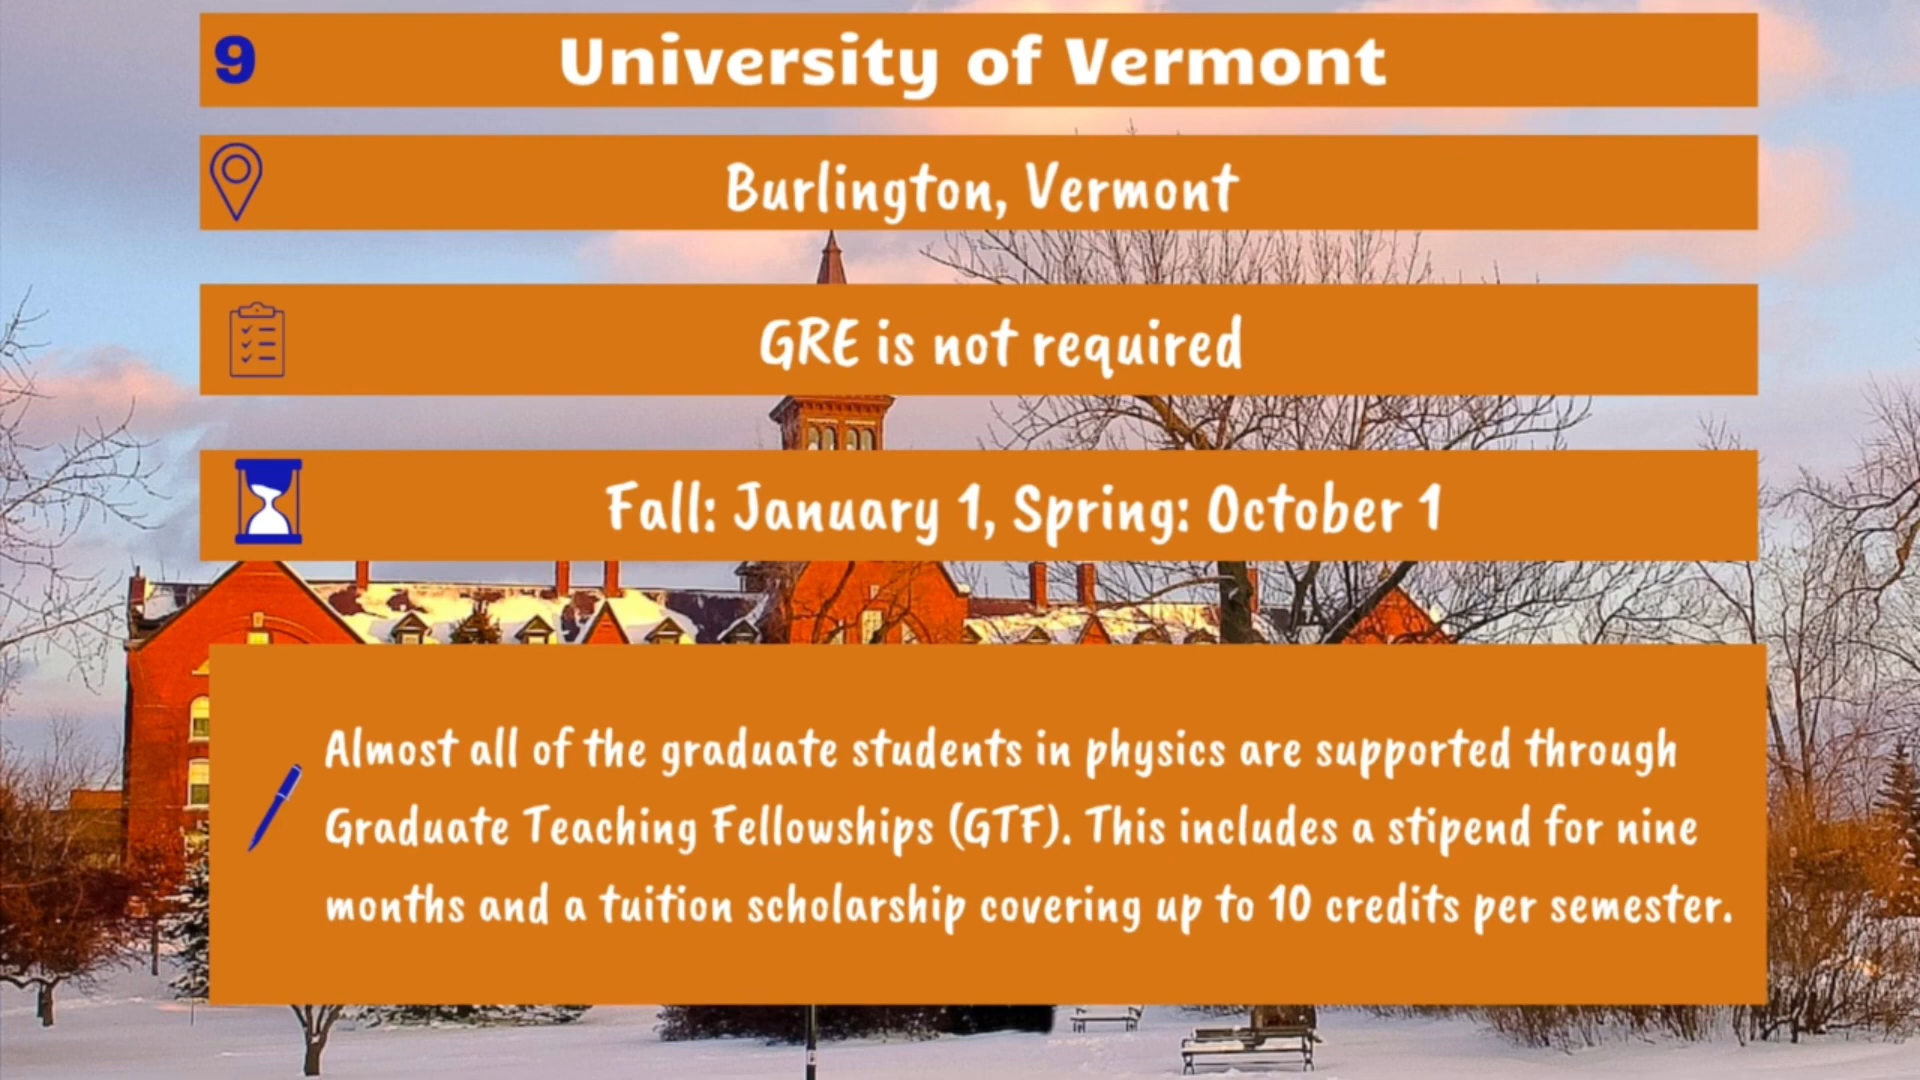 9
University of Vermont
Burlington, Vermont
GRE is not required
Fall: January 1, Spring: October 1
Almost all of the graduate students in physics are supported through
Graduate Teaching Fellowships (GTF). This includes a stipend for nine
months and a tuition scholarship covering up to 10 credits per semester.